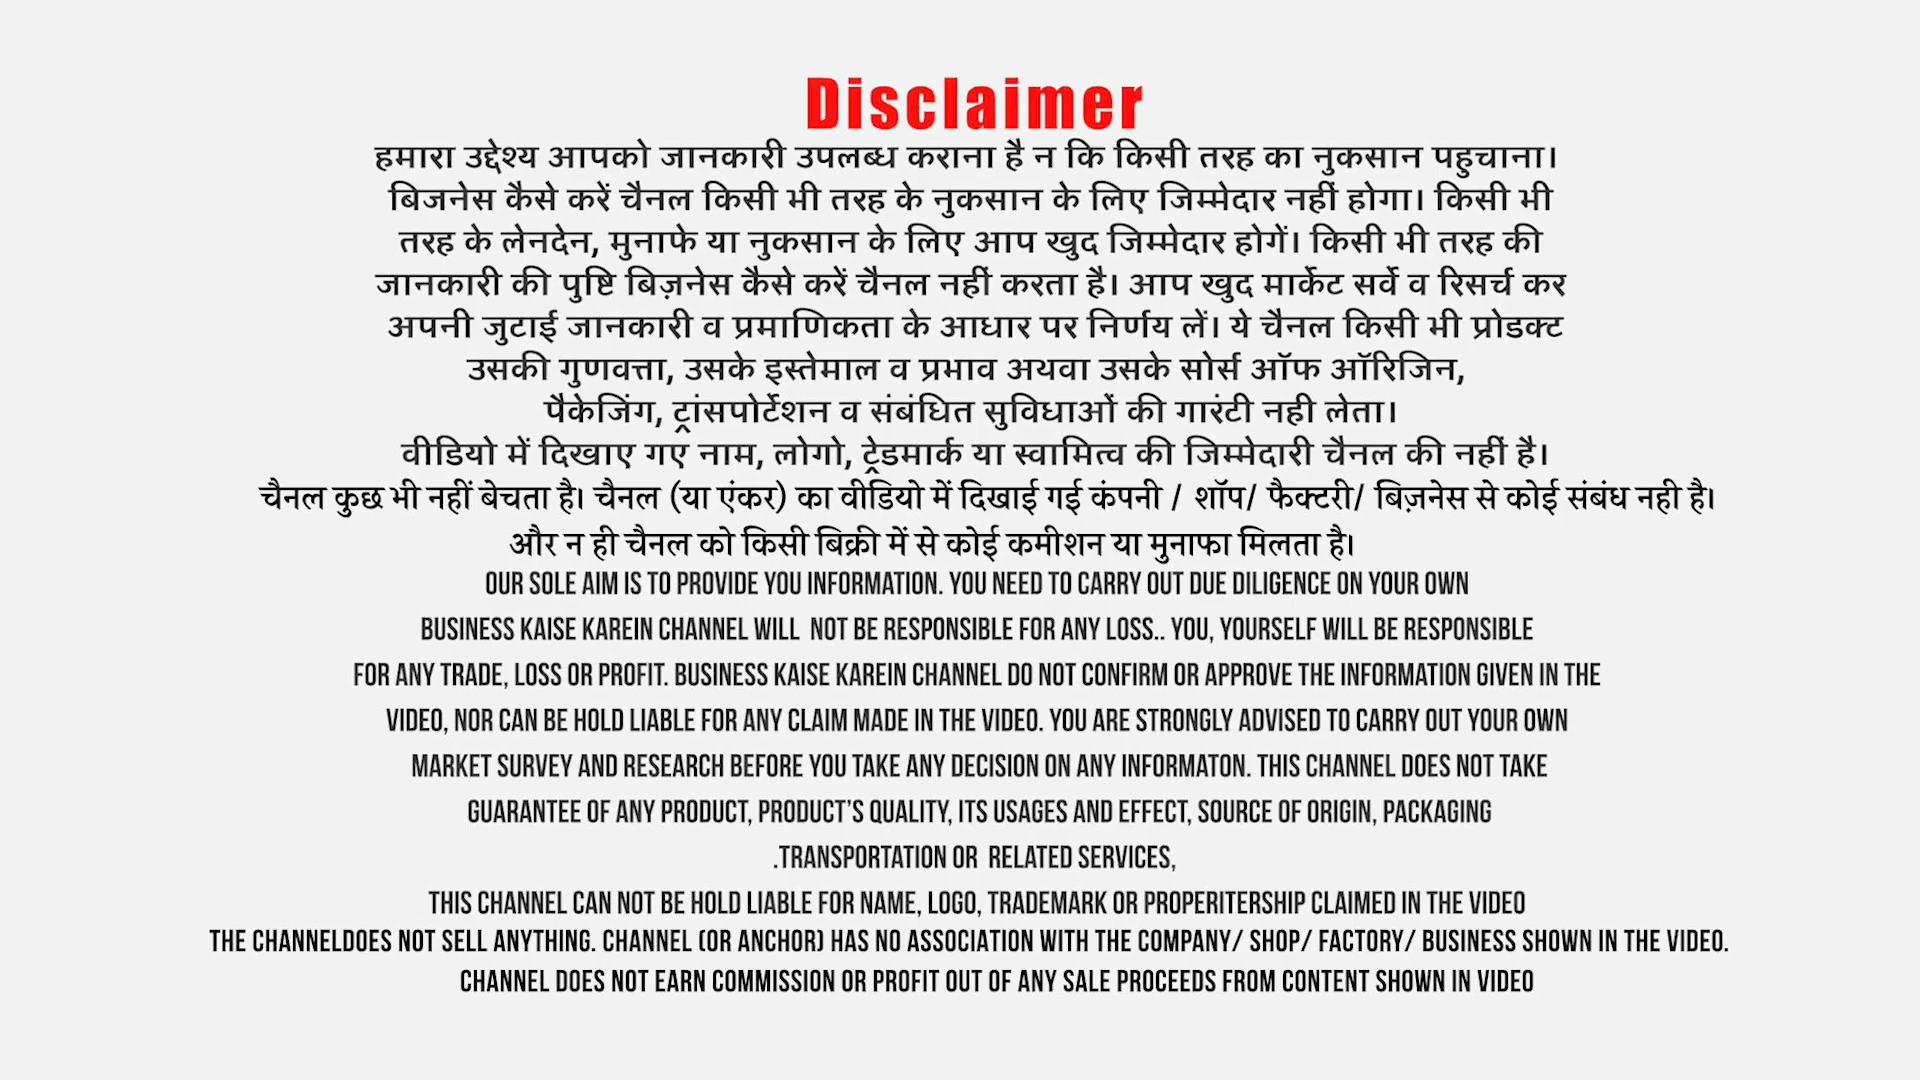 Disclaimer
हमारा उद्देश्य आपको जानकारी उपलब्ध कराना है न कि किसी तरह का नुकसान पहुचाना।
बिजनेस कैसे करें चैनल किसी भी तरह के नुकसान के लिए जिम्मेदार नहीं होगा। किसी भी
तरह के लेनदेन, मुनाफे या नुकसान के लिए आप खुद जिम्मेदार होगें। किसी भी तरह की
जानकारी की पुष्टि बिज़नेस कैसे करें चैनल नहीं करता है। आप खुद मार्केट सर्वे व रिसर्च कर
अपनी जुटाई जानकारी व प्रमाणिकता के आधार पर निर्णय लें। ये चैनल किसी भी प्रोडक्ट
उसकी गुणवत्ता, उसके इस्तेमाल व प्रभाव अथवा उसके सोर्स ऑफ ऑरिजिन,
पैकेजिंग, ट्रांसपोर्टेशन व संबंधित सुविधाओं की गारंटी नही लेता।
वीडियो में दिखाए गए नाम, लोगो, ट्रेडमार्क या स्वामित्व की जिम्मेदारी चैनल की नहीं है।
चैनल कुछ भी नहीं बेचता है। चैनल (या एंकर) का वीडियो में दिखाई गई कंपनी / शॉप/ फैक्टरी/ बिज़नेस से कोई संबंध नही है।
और न ही चैनल को किसी बिक्री में से कोई कमीशन या मुनाफा मिलता है।
OUR SOLE AIM IS TO PROVIDE YOU INFORMATION. YOU NEED TO CARRY OUT DUE DILIGENCE ON YOUR OWN
BUSINESS KAISE KAREIN CHANNEL WILL  NOT BE RESPONSIBLE FOR ANY LOSS.. YOU, YOURSELF WILL BE RESPONSIBLE
FOR ANY TRADE, LOSS OR PROFIT. BUSINESS KAISE KAREIN CHANNEL DO NOT CONFIRM OR APPROVE THE INFORMATION GIVEN IN THE
VIDEO, NOR CAN BE HOLD LIABLE FOR ANY CLAIM MADE IN THE VIDEO. YOU ARE STRONGLY ADVISED TO CARRY OUT YOUR OWN
MARKET SURVEY AND RESEARCH BEFORE YOU TAKE ANY DECISION ON ANY INFORMATON. THIS CHANNEL DOES NOT TAKE
GUARANTEE OF ANY PRODUCT, PRODUCT'S QUALITY, ITS USAGES AND EFFECT, SOURCE OF ORIGIN, PACKAGING
.TRANSPORTATION OR  RELATED SERVICES,
THIS CHANNEL CAN NOT BE HOLD LIABLE FOR NAME, LOGO, TRADEMARK OR PROPERITERSHIP CLAIMED IN THE VIDEO
THE CHANNELDOES NOT SELL ANYTHING. CHANNEL (OR ANCHOR) HAS NO ASSOCIATION WITH THE COMPANY/ SHOP/ FACTORY/ BUSINESS SHOWN IN THE VIDEO.
CHANNEL DOES NOT EARN COMMISSION OR PROFIT OUT OF ANY SALE PROCEEDS FROM CONTENT SHOWN IN VIDEO